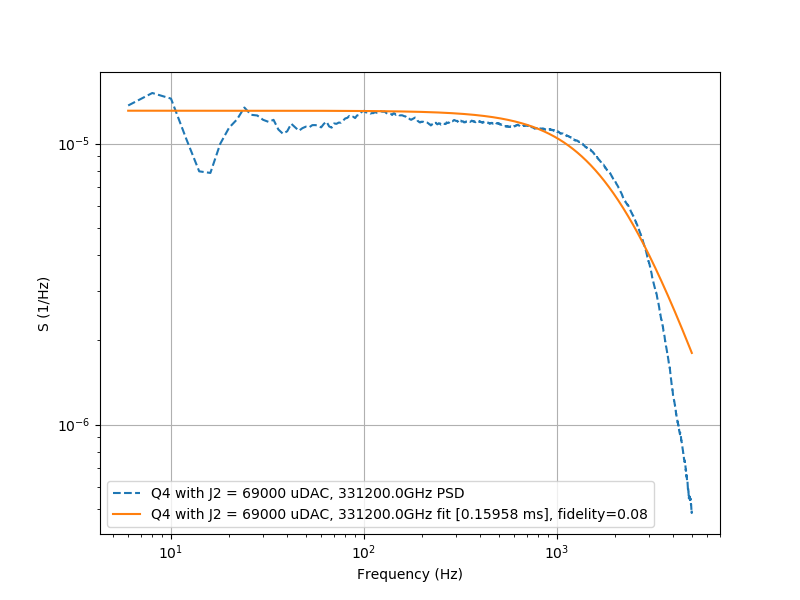 10⁻⁵
10⁻⁶
S (1/Hz)
10¹
10²
10³
Frequency (Hz)
Q4 with J2 = 69000 uDAC, 331200.0GHz PSD
Q4 with J2 = 69000 uDAC, 331200.0GHz fit [0.15958 ms], fidelity=0.08